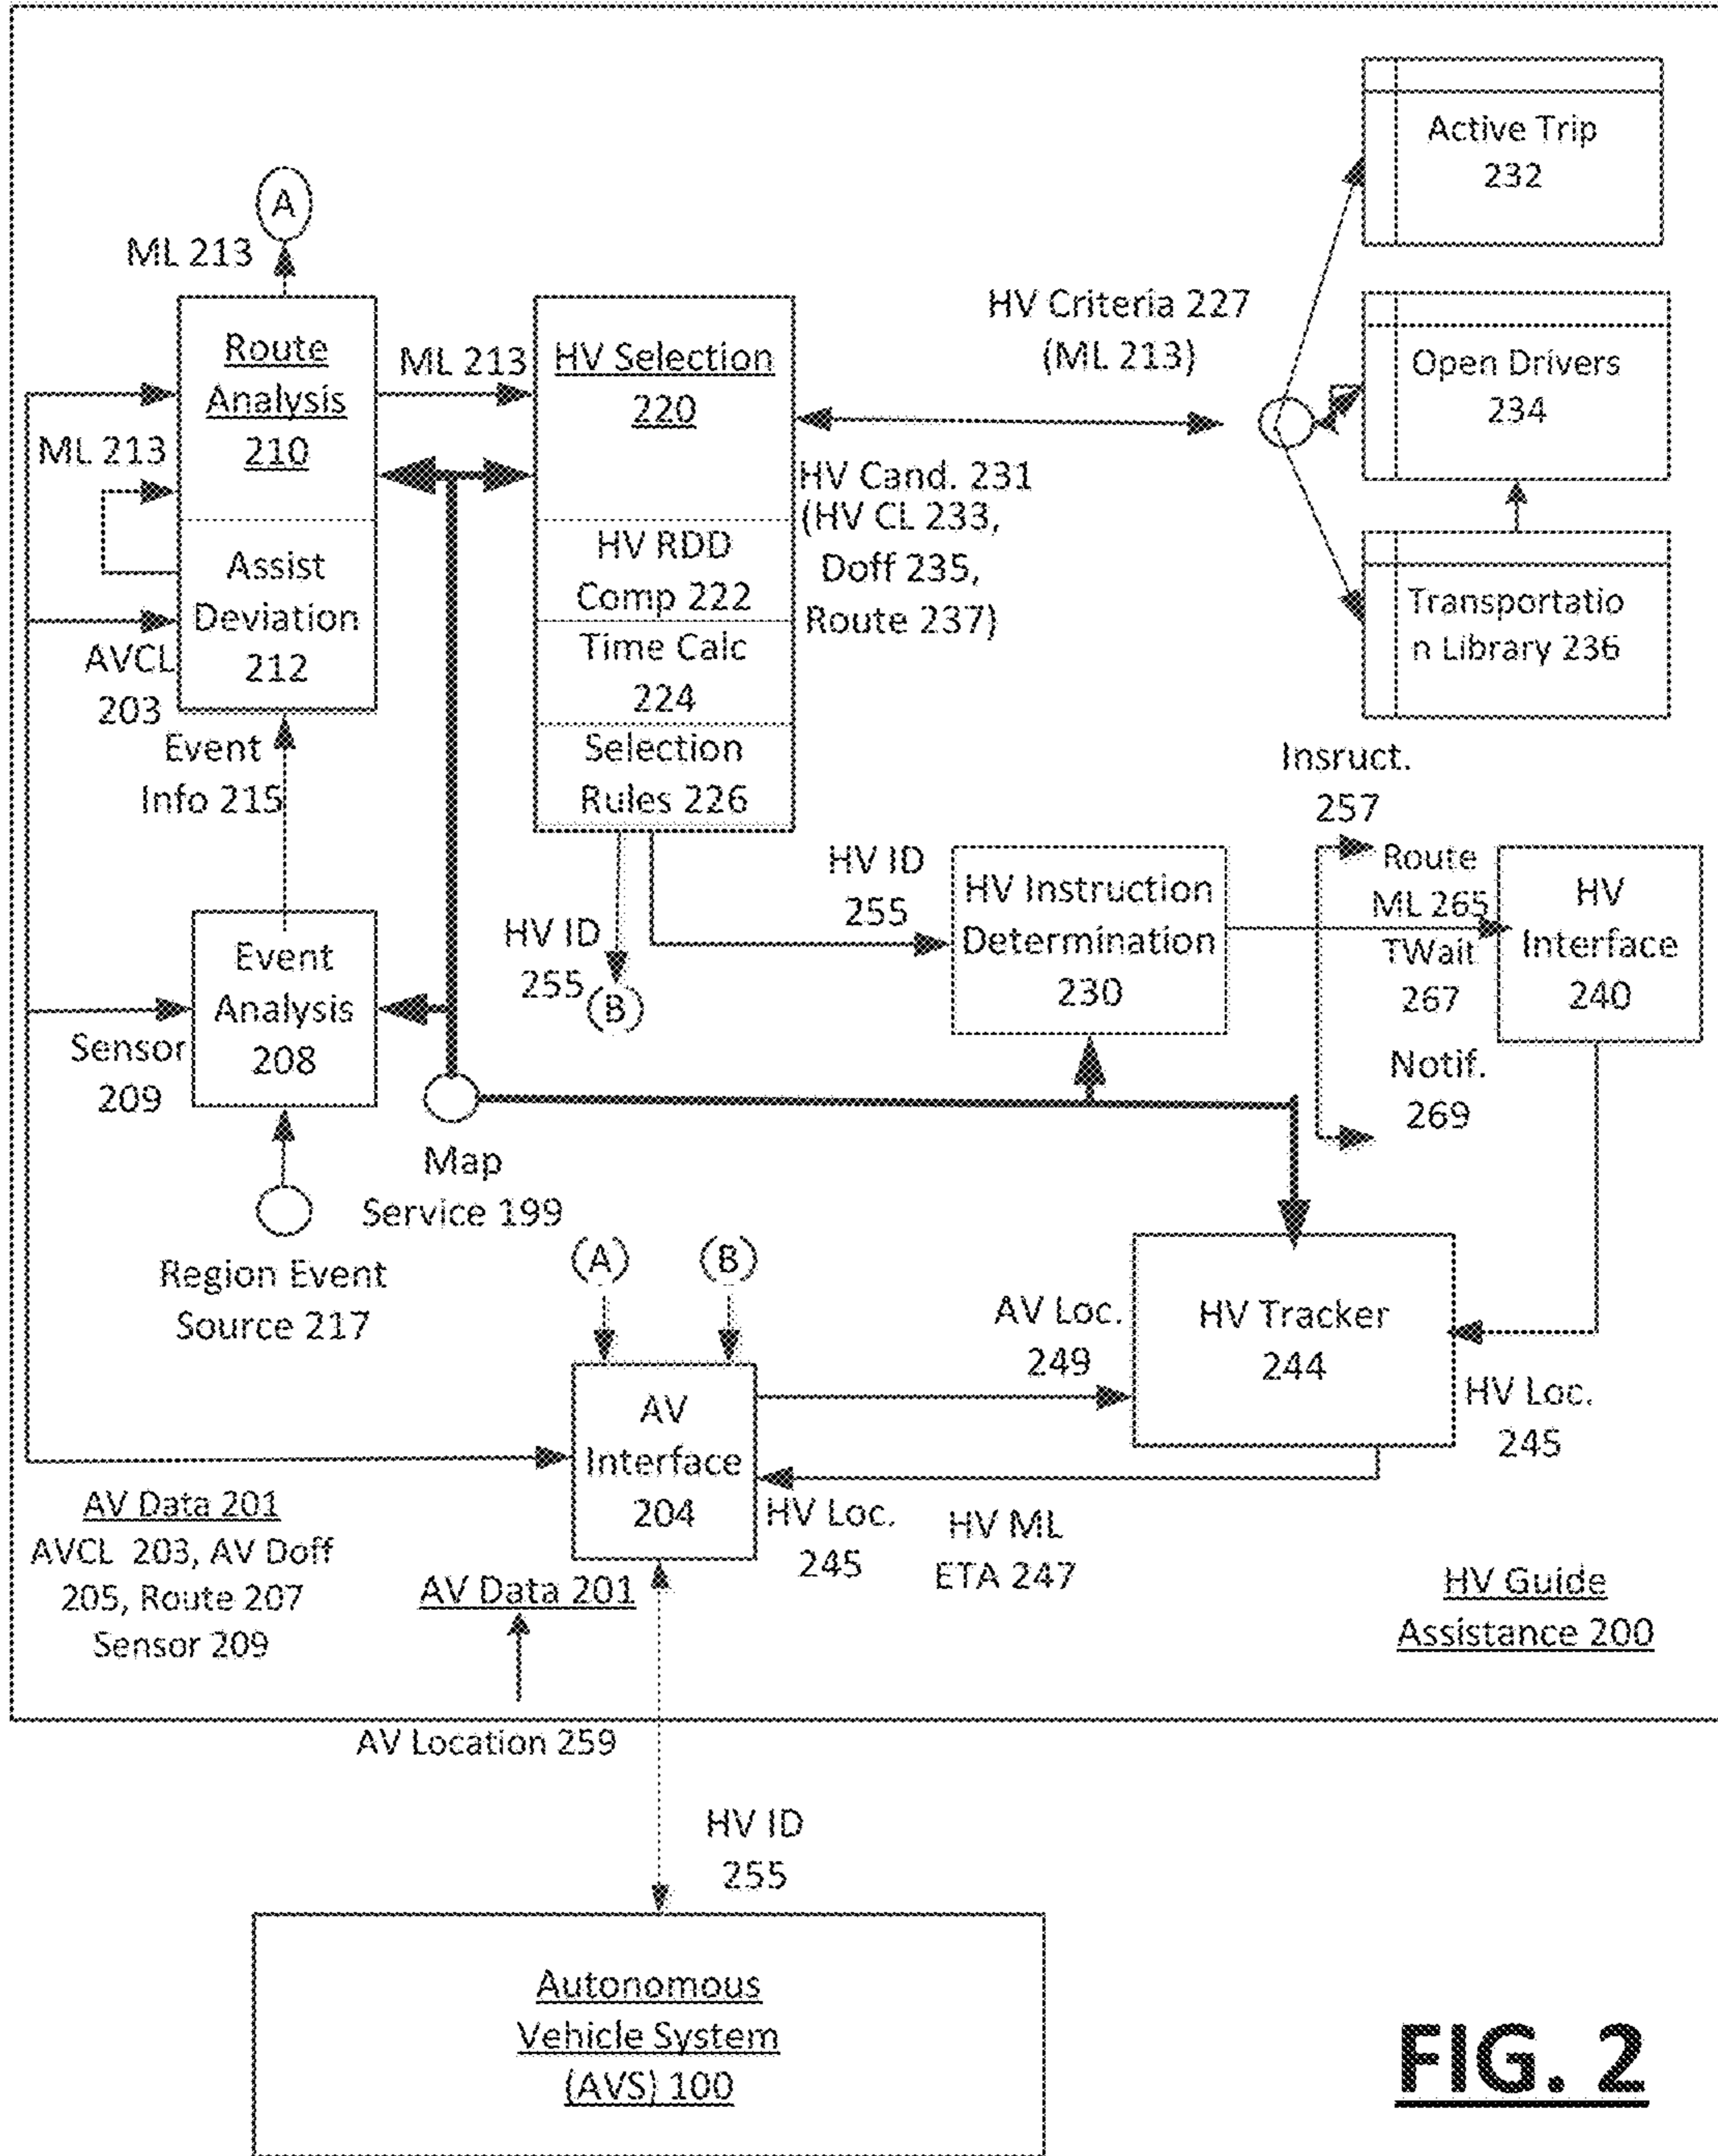 Active Trip
232
A
ML 213
HV Criteria 227
(ML 213)
Route
Analysis
210
ML 213
HV Selection
220
Open Drivers
234
ML 213
HV Cand. 231
(HV CL 233,
Doff 235,
Route 237)
Assist
Deviation
212
HV RDD
Comp 222
Time Calc
224
Selection
Rules 226
Transportatio
n Library 236
AVCL
203
Event
Info 215
Insruct.
257
HV ID
255
HV ID
255
B
HV Instruction
Determination
230
Route
ML 265
TWait
267
HV
Interface
240
Event
Analysis
208
Sensor
209
Notif.
269
Map
Service 199
Region Event
Source 217
A
B
AV Loc.
249
HV Tracker
244
HV Loc.
245
AV
Interface
204
AV Data 201
AVCL 203, AV Doff
205, Route 207
Sensor 209
HV Loc.
245
HV ML
ETA 247
AV Data 201
HV Guide
Assistance 200
AV Location 259
HV ID
255
Autonomous
Vehicle System
(AVS) 100
FIG. 2